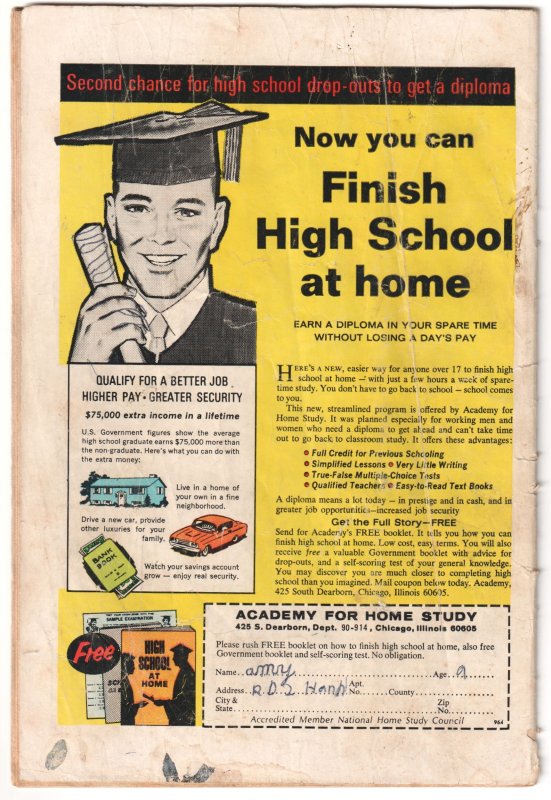 Second chance for high school drop-outs to get a diploma
Now you can
Finish
High School
at home
EARN A DIPLOMA IN YOUR SPARE TIME
WITHOUT LOSING A DAY'S PAY
QUALIFY FOR A BETTER JOB
HIGHER PAY • GREATER SECURITY
$75,000 extra income in a lifetime
U.S. Government figures show the average
high school graduate earns $75,000 more than
the non-graduate. Here's what you can do with
the extra money:
Live in a home of
your own in a fine
neighborhood.
Drive a new car, provide
other luxuries for your
family.
BANK
BOOK
Watch your savings account
grow — enjoy real security.
HERE'S A NEW, easier way for anyone over 17 to finish high
school at home — with just a few hours a week of spare-
time study. You don't have to go back to school — school comes
to you.
This new, streamlined program is offered by Academy for
Home Study. It was planned especially for working men and
women who need a diploma to get ahead and can't take time
out to go back to classroom study. It offers these advantages:
• Full Credit for Previous Schooling
• Simplified Lessons • Very Little Writing
• True-False Multiple-Choice Tests
• Qualified Teachers • Easy-to-Read Text Books
A diploma means a lot today — in prestige and in cash, and in
greater job opportunities—increased job security
Get the Full Story—FREE
Send for Academy's FREE booklet. It tells you how you can
finish high school at home. Low cost, easy terms. You will also
receive free a valuable Government booklet with advice for
drop-outs, and a self-scoring test of your general knowledge.
You may discover you are much closer to completing high
school than you imagined. Mail coupon below today. Academy,
425 South Dearborn, Chicago, Illinois 60605.
Free
SAMPLE EXAMINATION
HIGH
SCHOOL
AT
HOME
ACADEMY FOR HOME STUDY
425 S. Dearborn, Dept. 90-914, Chicago, Illinois 60605
Please rush FREE booklet on how to finish high school at home, also free
Government booklet and self-scoring test. No obligation.
Name amry Age 9
Address R.D.2 Apt. No. County
City &
State Zip No.
Accredited Member National Home Study Council 964